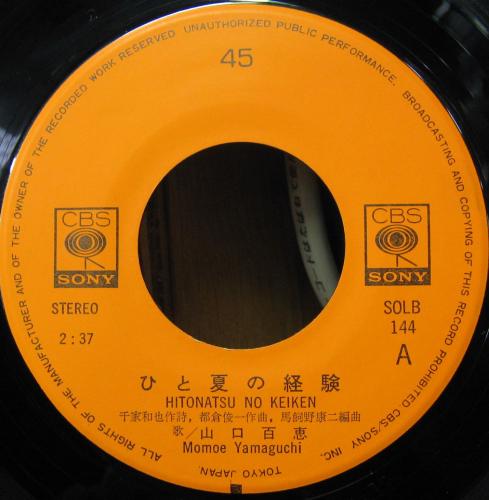 ALL RIGHTS OF THE MANUFACTURER AND OF THE OWNER OF THE RECORDED WORK RESERVED UNAUTHORIZED PUBLIC PERFORMANCE, BROADCASTING AND COPYING OF THIS RECORD PROHIBITED CBS/SONY INC.
TOKYO JAPAN
45
CBS
SONY
CBS
SONY
STEREO
2:37
SOLB
144
A
ひと夏の経験
HITONATSU NO KEIKEN
千家和也作詩, 都倉俊一作曲, 馬飼野康二編曲
歌/山口百恵
Momoe Yamaguchi